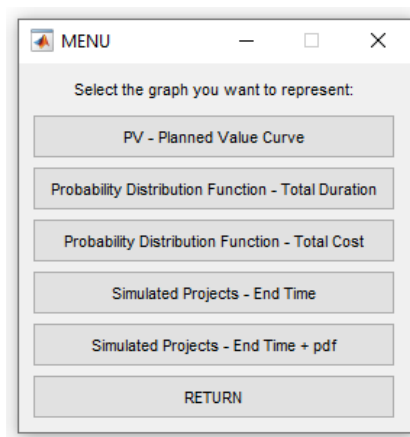 MENU
Select the graph you want to represent:
PV - Planned Value Curve
Probability Distribution Function - Total Duration
Probability Distribution Function - Total Cost
Simulated Projects - End Time
Simulated Projects - End Time + pdf
RETURN